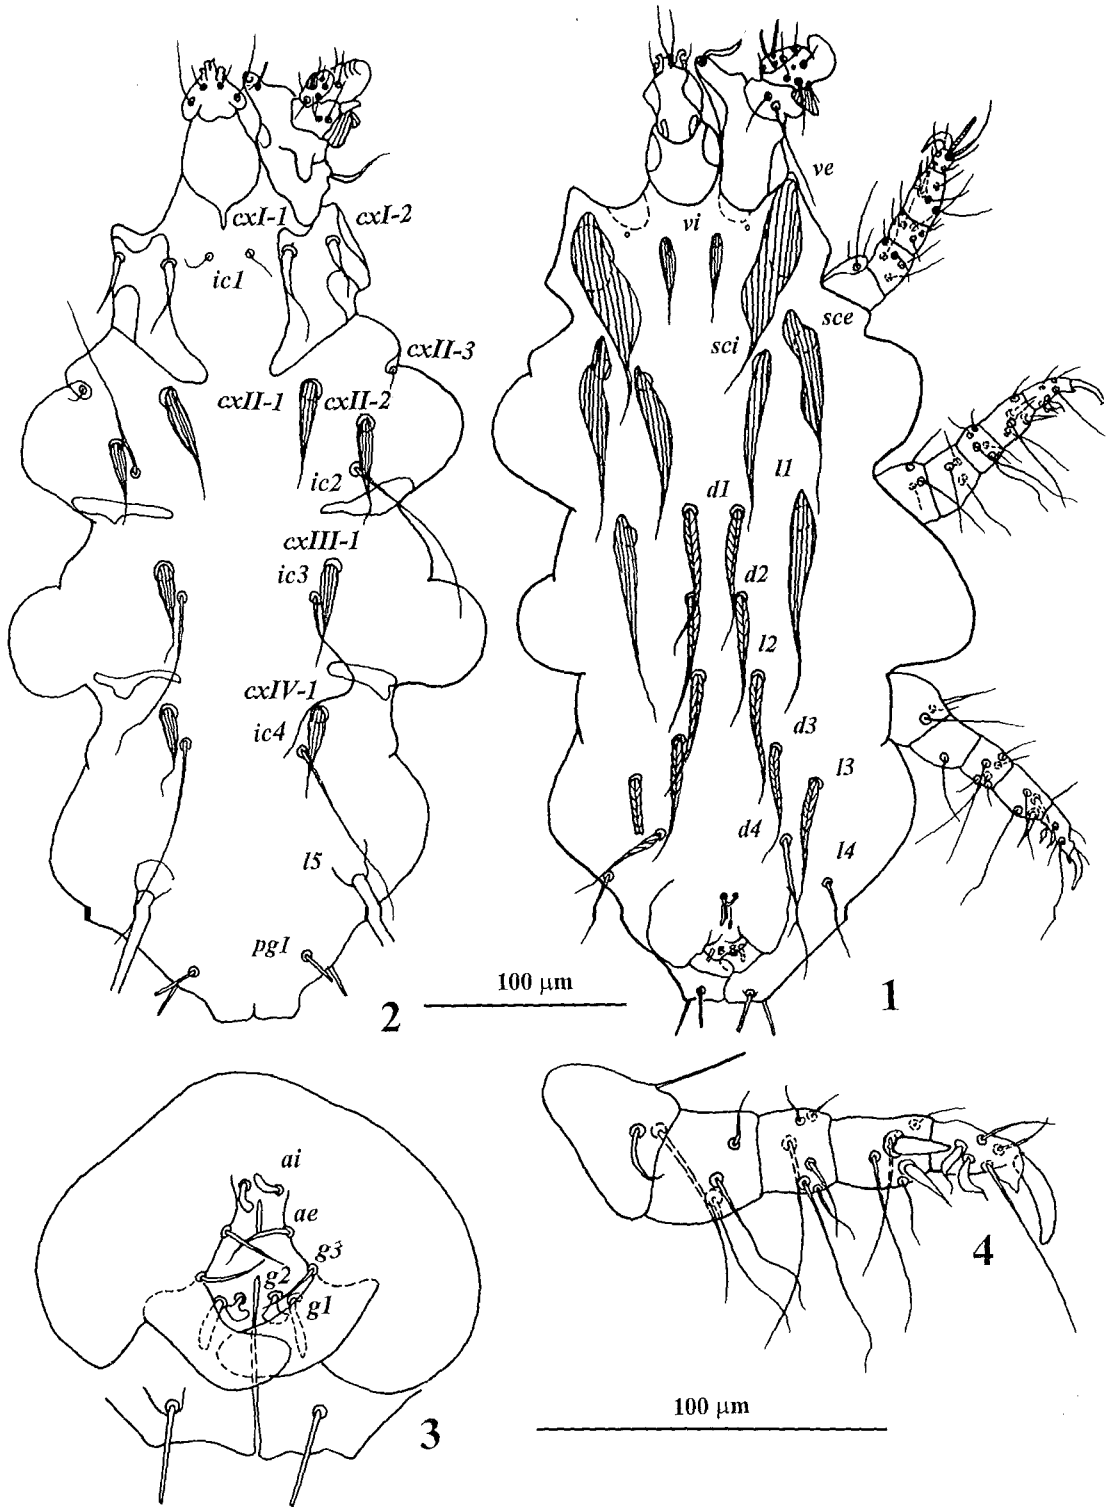 ve
cxI-1
cxI-2
vi
ic1
sce
sci
cxII-3
cxII-1
cxII-2
l1
ic2
d1
cxIII-1
ic3
d2
l2
cxIV-1
ic4
d3
l3
d4
l5
l4
pg1
100 µm
2
1
ai
ae
g3
g2
g1
4
100 µm
3